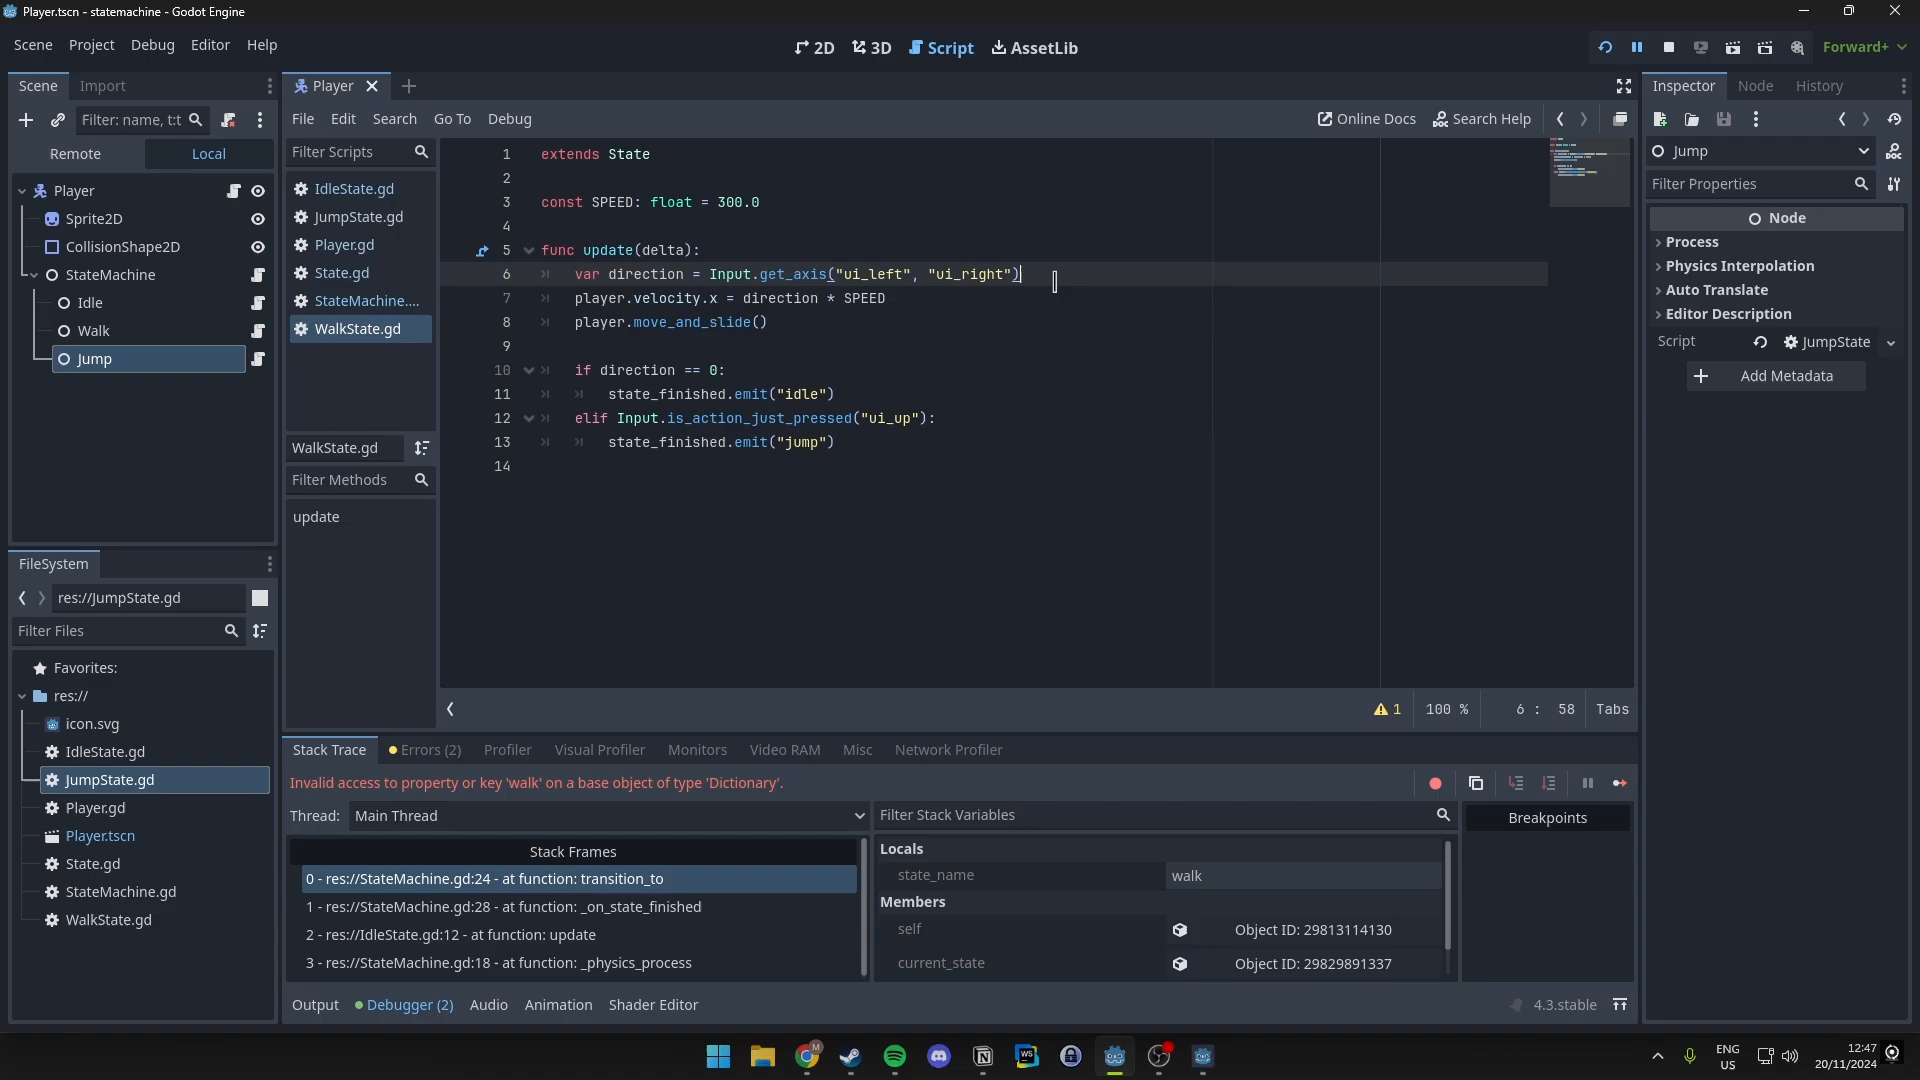 Player.tscn - statemachine - Godot Engine
Scene Project Debug Editor Help
2D 3D Script AssetLib
Forward+
Scene Import
Filter: name, t:t
Remote Local
Player
Sprite2D
CollisionShape2D
StateMachine
Idle
Walk
Jump
FileSystem
res://JumpState.gd
Filter Files
Favorites:
res://
icon.svg
IdleState.gd
JumpState.gd
Player.gd
Player.tscn
State.gd
StateMachine.gd
WalkState.gd
Player
File Edit Search Go To Debug
Online Docs Search Help
Filter Scripts
IdleState.gd
JumpState.gd
Player.gd
State.gd
StateMachine....
WalkState.gd
WalkState.gd
Filter Methods
update
1 extends State
2
3 const SPEED: float = 300.0
4
5 func update(delta):
6 var direction = Input.get_axis("ui_left", "ui_right")
7 player.velocity.x = direction * SPEED
8 player.move_and_slide()
9
10 if direction == 0:
11 state_finished.emit("idle")
12 elif Input.is_action_just_pressed("ui_up"):
13 state_finished.emit("jump")
14
1 100 % 6 : 58 Tabs
Stack Trace Errors (2) Profiler Visual Profiler Monitors Video RAM Misc Network Profiler
Invalid access to property or key 'walk' on a base object of type 'Dictionary'.
Thread: Main Thread
Filter Stack Variables
Breakpoints
Stack Frames
0 - res://StateMachine.gd:24 - at function: transition_to
1 - res://StateMachine.gd:28 - at function: _on_state_finished
2 - res://IdleState.gd:12 - at function: update
3 - res://StateMachine.gd:18 - at function: _physics_process
Locals
state_name walk
Members
self Object ID: 29813114130
current_state Object ID: 29829891337
Output Debugger (2) Audio Animation Shader Editor
4.3.stable
Inspector Node History
Jump
Filter Properties
Node
Process
Physics Interpolation
Auto Translate
Editor Description
Script JumpState
Add Metadata
M
WS
ENG
US
12:47
20/11/2024